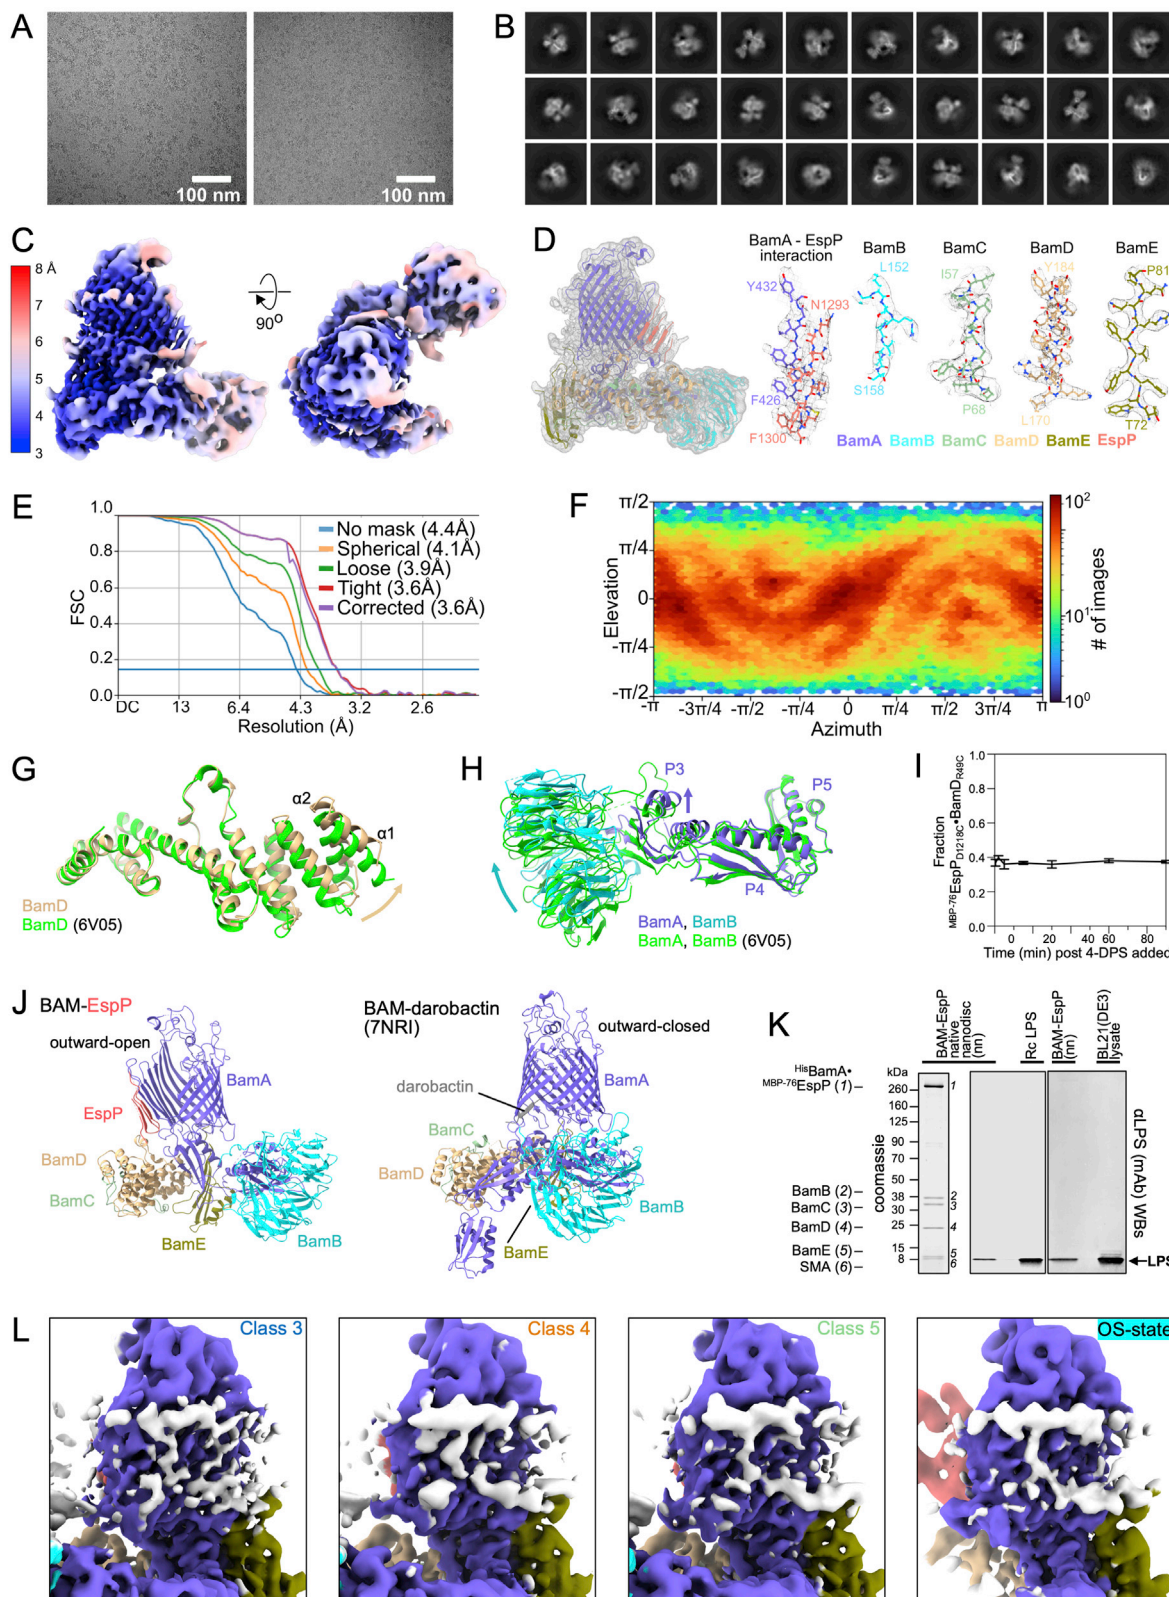 A
100 nm
100 nm
B
C
8 Å
7
6
5
4
3
90o
D
BamA - EspP
interaction
Y432
N1293
F426
F1300
BamB
L152
S158
BamC
I57
P68
BamD
Y184
L170
BamE
P81
T72
BamA BamB BamC BamD BamE EspP
E
FSC
1.0
0.8
0.6
0.4
0.2
0.0
No mask (4.4Å)
Spherical (4.1Å)
Loose (3.9Å)
Tight (3.6Å)
Corrected (3.6Å)
DC 13 6.4 4.3 3.2 2.6
Resolution (Å)
F
Elevation
π/2
π/4
0
-π/4
-π/2
-π -3π/4 -π/2 -π/4 0 π/4 π/2 3π/4 π
Azimuth
10²
10¹
10⁰
# of images
G
α2
α1
BamD
BamD (6V05)
H
P3
P5
P4
BamA, BamB
BamA, BamB (6V05)
I
Fraction
MBP-76EspPD1218C•BamDR49C
1.0
0.8
0.6
0.4
0.2
0.0
0 20 40 60 80
Time (min) post 4-DPS added
J
BAM-EspP
outward-open
BamA
EspP
BamD
BamC
BamE
BamB
BAM-darobactin
(7NRI)
outward-closed
BamA
darobactin
BamC
BamD
BamB
BamE
K
BAM-EspP
native
nanodisc
(nn)
Rc LPS
BAM-EspP
(nn)
BL21(DE3)
lysate
HisBamA•
MBP-76EspP (1)
BamB (2)
BamC (3)
BamD (4)
BamE (5)
SMA (6)
coomassie
kDa
260
160
125
90
70
50
38
30
25
15
8
1
2
3
4
5
6
αLPS (mAb) WBs
LPS
L
Class 3
Class 4
Class 5
OS-state